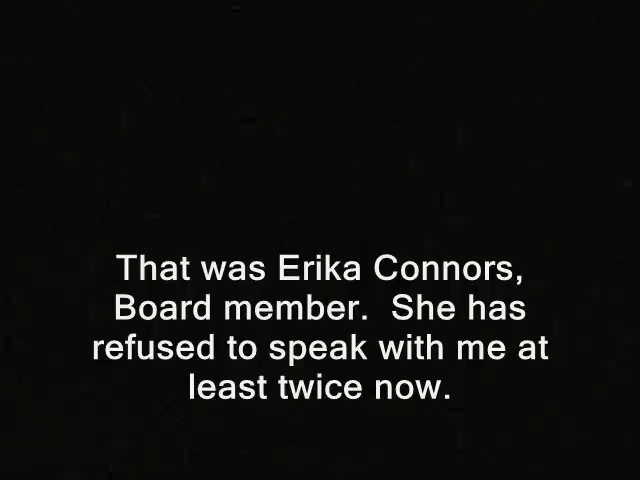 That was Erika Connors,
Board member.  She has
refused to speak with me at
least twice now.